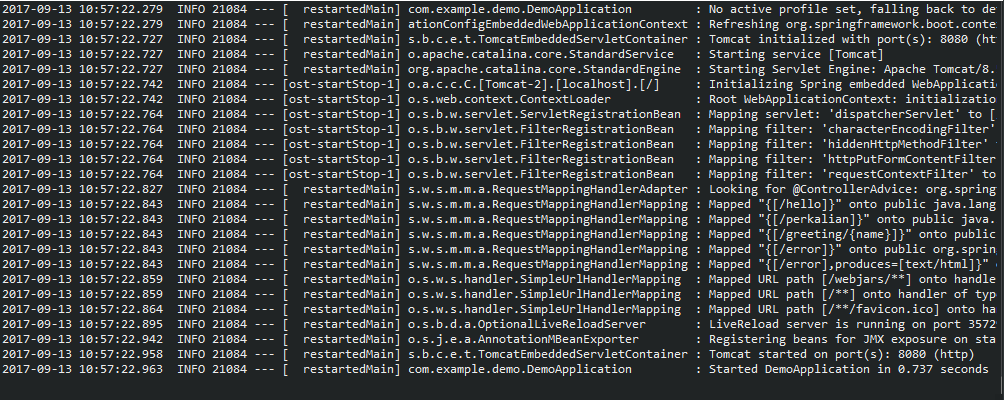 2017-09-13 10:57:22.279 INFO 21084 --- [ restartedMain] com.example.demo.DemoApplication : No active profile set, falling back to de
2017-09-13 10:57:22.279 INFO 21084 --- [ restartedMain] ationConfigEmbeddedWebApplicationContext : Refreshing org.springframework.boot.conte
2017-09-13 10:57:22.727 INFO 21084 --- [ restartedMain] s.b.c.e.t.TomcatEmbeddedServletContainer : Tomcat initialized with port(s): 8080 (ht
2017-09-13 10:57:22.727 INFO 21084 --- [ restartedMain] o.apache.catalina.core.StandardService : Starting service [Tomcat]
2017-09-13 10:57:22.727 INFO 21084 --- [ restartedMain] org.apache.catalina.core.StandardEngine : Starting Servlet Engine: Apache Tomcat/8.
2017-09-13 10:57:22.742 INFO 21084 --- [ost-startStop-1] o.a.c.c.C.[Tomcat-2].[localhost].[/] : Initializing Spring embedded WebApplicatio
2017-09-13 10:57:22.742 INFO 21084 --- [ost-startStop-1] o.s.web.context.ContextLoader : Root WebApplicationContext: initializatio
2017-09-13 10:57:22.764 INFO 21084 --- [ost-startStop-1] o.s.b.w.servlet.ServletRegistrationBean : Mapping servlet: 'dispatcherServlet' to [
2017-09-13 10:57:22.764 INFO 21084 --- [ost-startStop-1] o.s.b.w.servlet.FilterRegistrationBean : Mapping filter: 'characterEncodingFilter'
2017-09-13 10:57:22.764 INFO 21084 --- [ost-startStop-1] o.s.b.w.servlet.FilterRegistrationBean : Mapping filter: 'hiddenHttpMethodFilter'
2017-09-13 10:57:22.764 INFO 21084 --- [ost-startStop-1] o.s.b.w.servlet.FilterRegistrationBean : Mapping filter: 'httpPutFormContentFilter
2017-09-13 10:57:22.764 INFO 21084 --- [ost-startStop-1] o.s.b.w.servlet.FilterRegistrationBean : Mapping filter: 'requestContextFilter' to
2017-09-13 10:57:22.827 INFO 21084 --- [ restartedMain] s.w.s.m.m.a.RequestMappingHandlerAdapter : Looking for @ControllerAdvice: org.spring
2017-09-13 10:57:22.843 INFO 21084 --- [ restartedMain] s.w.s.m.m.a.RequestMappingHandlerMapping : Mapped "{[/hello]}" onto public java.lang
2017-09-13 10:57:22.843 INFO 21084 --- [ restartedMain] s.w.s.m.m.a.RequestMappingHandlerMapping : Mapped "{[/perkalian]}" onto public java.
2017-09-13 10:57:22.843 INFO 21084 --- [ restartedMain] s.w.s.m.m.a.RequestMappingHandlerMapping : Mapped "{[/greeting/{name}]}" onto public
2017-09-13 10:57:22.843 INFO 21084 --- [ restartedMain] s.w.s.m.m.a.RequestMappingHandlerMapping : Mapped "{[/error]}" onto public org.sprin
2017-09-13 10:57:22.843 INFO 21084 --- [ restartedMain] s.w.s.m.m.a.RequestMappingHandlerMapping : Mapped "{[/error],produces=[text/html]}"
2017-09-13 10:57:22.859 INFO 21084 --- [ restartedMain] o.s.w.s.handler.SimpleUrlHandlerMapping : Mapped URL path [/webjars/**] onto handle
2017-09-13 10:57:22.859 INFO 21084 --- [ restartedMain] o.s.w.s.handler.SimpleUrlHandlerMapping : Mapped URL path [/**] onto handler of typ
2017-09-13 10:57:22.864 INFO 21084 --- [ restartedMain] o.s.w.s.handler.SimpleUrlHandlerMapping : Mapped URL path [/**/favicon.ico] onto ha
2017-09-13 10:57:22.895 INFO 21084 --- [ restartedMain] o.s.b.d.a.OptionalLiveReloadServer : LiveReload server is running on port 3572
2017-09-13 10:57:22.942 INFO 21084 --- [ restartedMain] o.s.j.e.a.AnnotationMBeanExporter : Registering beans for JMX exposure on sta
2017-09-13 10:57:22.958 INFO 21084 --- [ restartedMain] s.b.c.e.t.TomcatEmbeddedServletContainer : Tomcat started on port(s): 8080 (http)
2017-09-13 10:57:22.963 INFO 21084 --- [ restartedMain] com.example.demo.DemoApplication : Started DemoApplication in 0.737 seconds